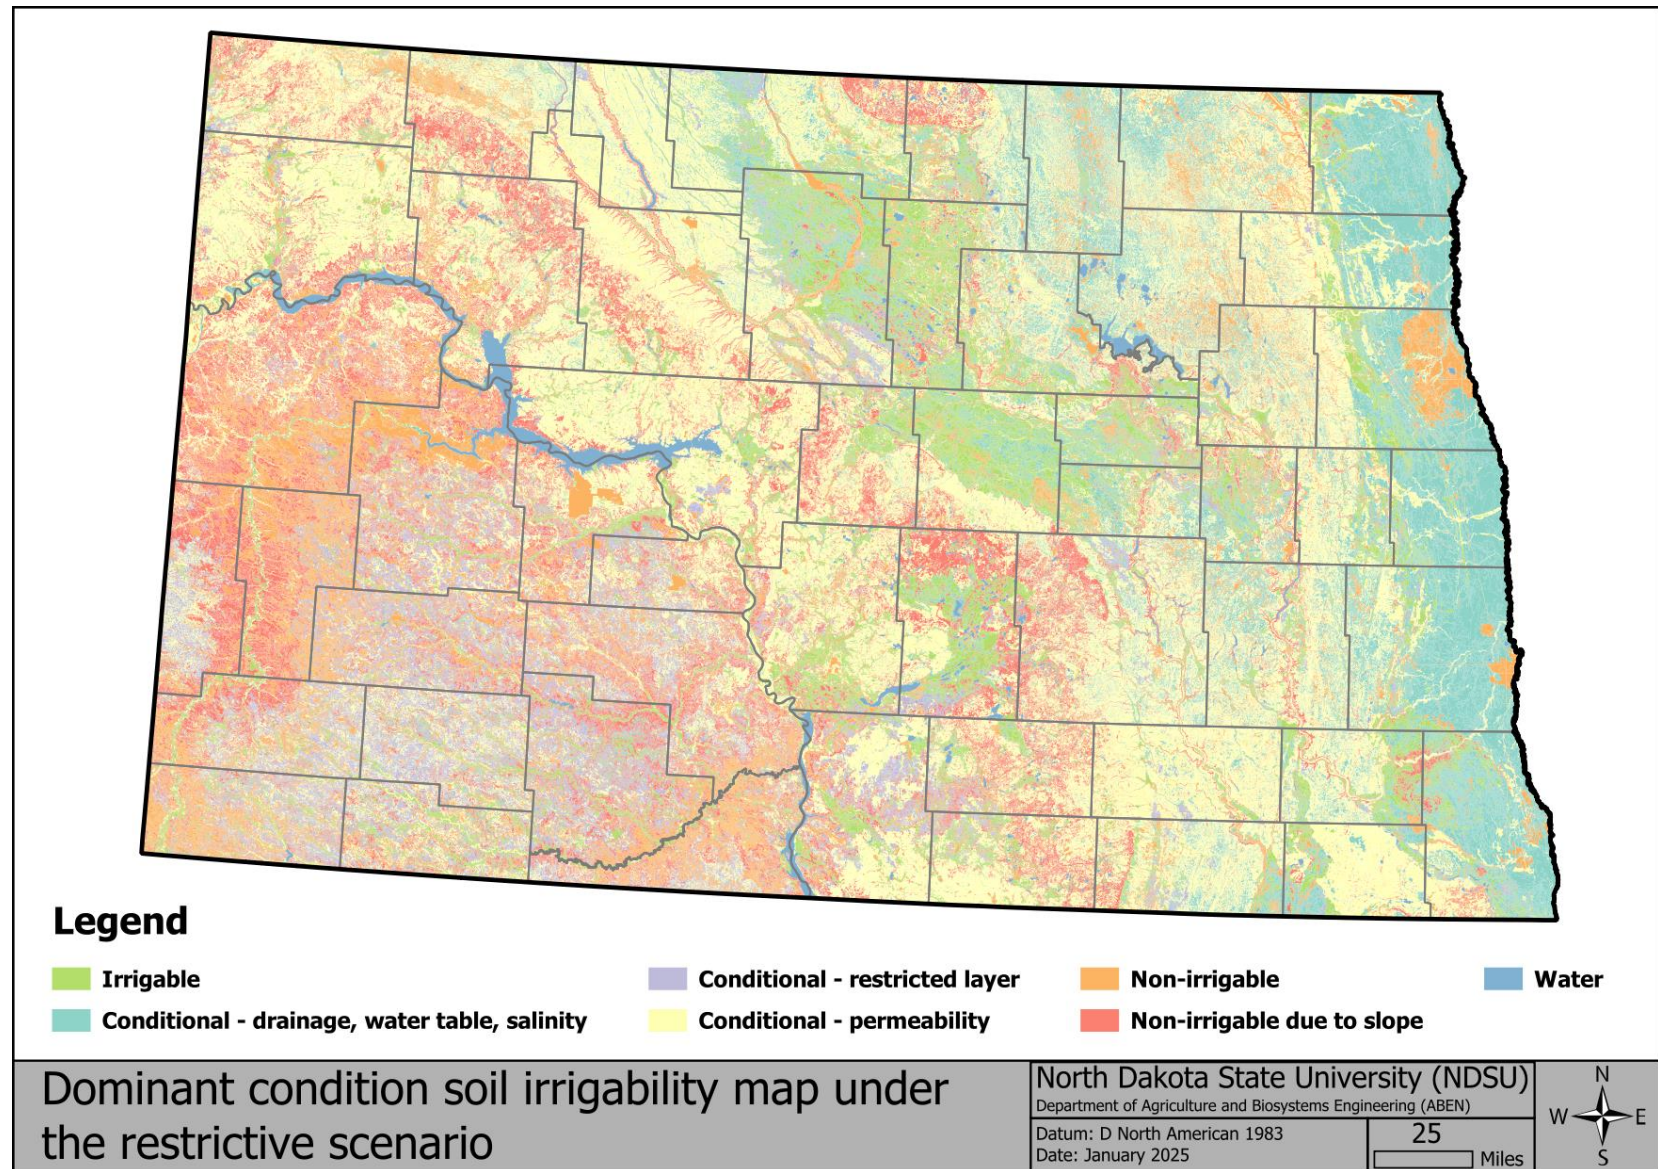 Legend
Irrigable
Conditional - drainage, water table, salinity
Conditional - restricted layer
Conditional - permeability
Non-irrigable
Non-irrigable due to slope
Water
Dominant condition soil irrigability map under
the restrictive scenario
North Dakota State University (NDSU)
Department of Agriculture and Biosystems Engineering (ABEN)
Datum: D North American 1983
Date: January 2025
25
Miles
N
W E
S